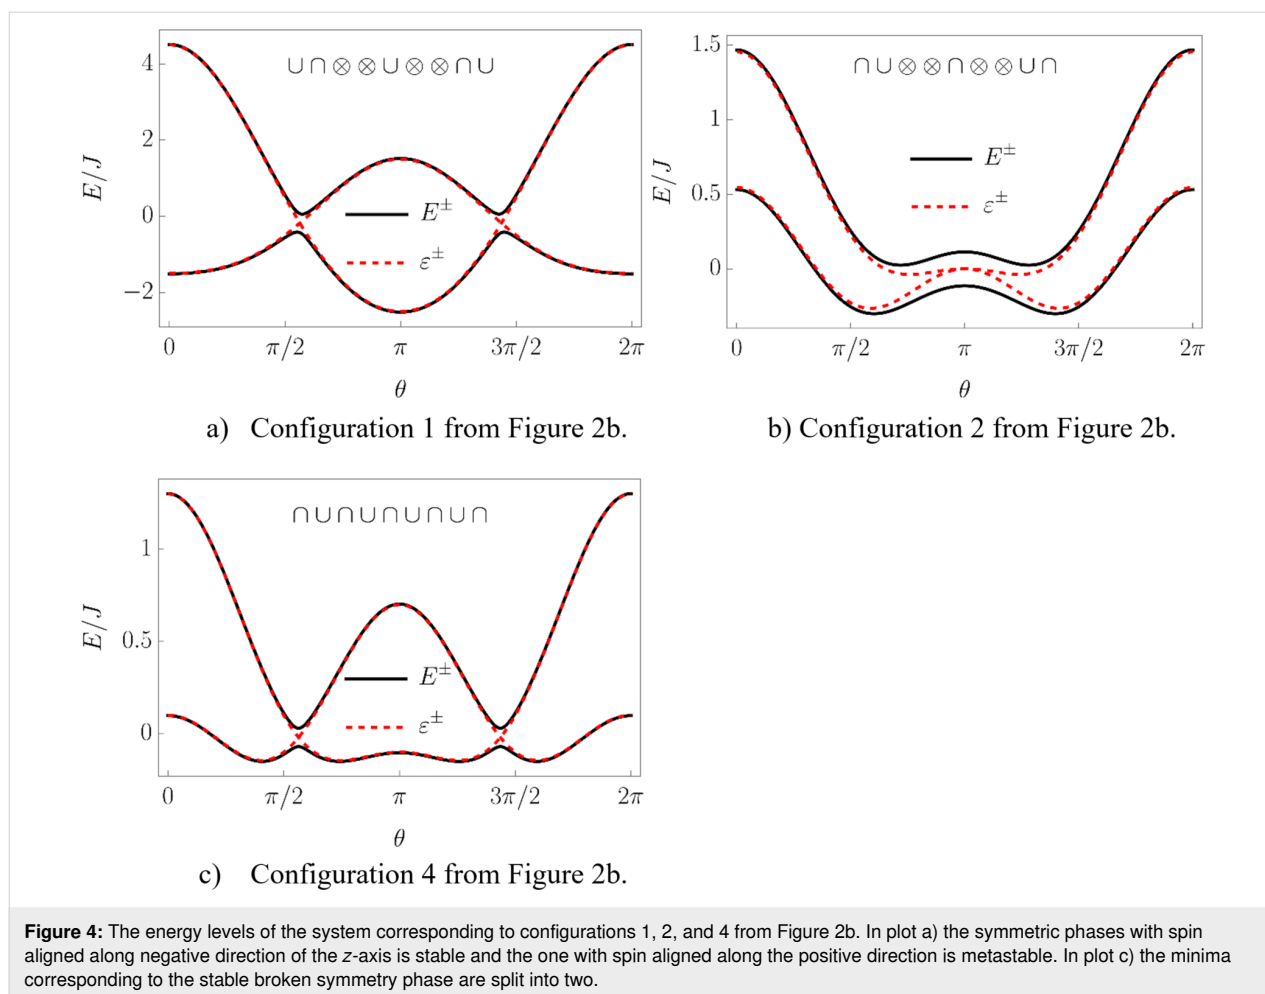 ∪∩⊗⊗∪⊗⊗∩∪
4
2
0
−2
E/J
E±
ε±
0 π/2 π 3π/2 2π
θ
a) Configuration 1 from Figure 2b.
∩∪⊗⊗∩⊗⊗∪∩
1.5
1
0.5
0
E/J
E±
ε±
0 π/2 π 3π/2 2π
θ
b) Configuration 2 from Figure 2b.
∩∪∩∪∩∪∩∪∩
1
0.5
0
E/J
E±
ε±
0 π/2 π 3π/2 2π
θ
c) Configuration 4 from Figure 2b.
Figure 4: The energy levels of the system corresponding to configurations 1, 2, and 4 from Figure 2b. In plot a) the symmetric phases with spin
aligned along negative direction of the z-axis is stable and the one with spin aligned along the positive direction is metastable. In plot c) the minima
corresponding to the stable broken symmetry phase are split into two.